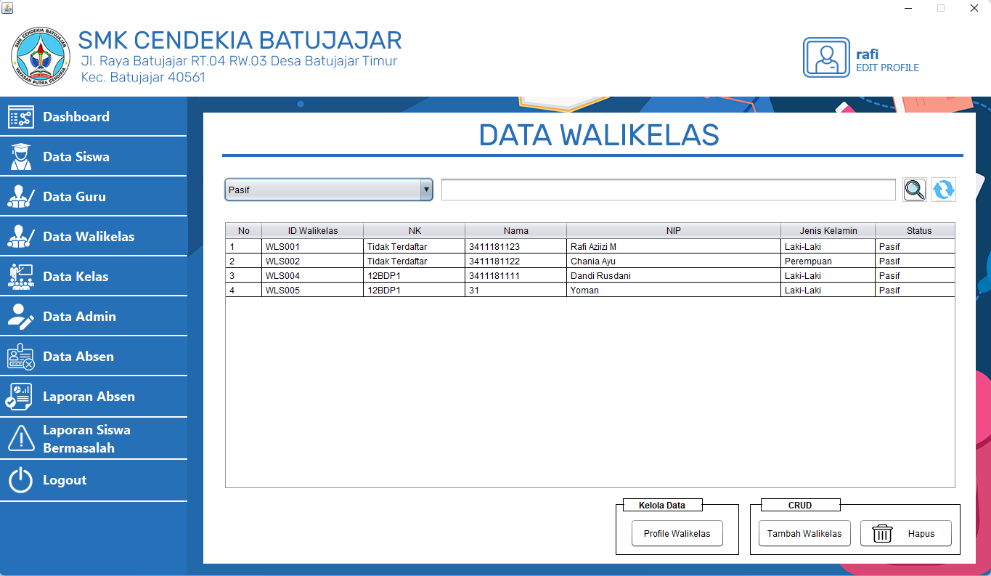 SMK CENDEKIA BATUJAJAR
Jl. Raya Batujajar RT.04 RW.03 Desa Batujajar Timur
Kec. Batujajar 40561
rafi
EDIT PROFILE
Dashboard
Data Siswa
Data Guru
Data Walikelas
Data Kelas
Data Admin
Data Absen
Laporan Absen
Laporan Siswa
Bermasalah
Logout
DATA WALIKELAS
Pasif
No ID Walikelas NK Nama NIP Jenis Kelamin Status
1 WLS001 Tidak Terdaftar 3411181123 Rafi Aziizi M Laki-Laki Pasif
2 WLS002 Tidak Terdaftar 3411181122 Chania Ayu Perempuan Pasif
3 WLS004 12BDP1 3411181111 Dandi Rusdani Laki-Laki Pasif
4 WLS005 12BDP1 31 Yoman Laki-Laki Pasif
Kelola Data
Profile Walikelas
CRUD
Tambah Walikelas
Hapus